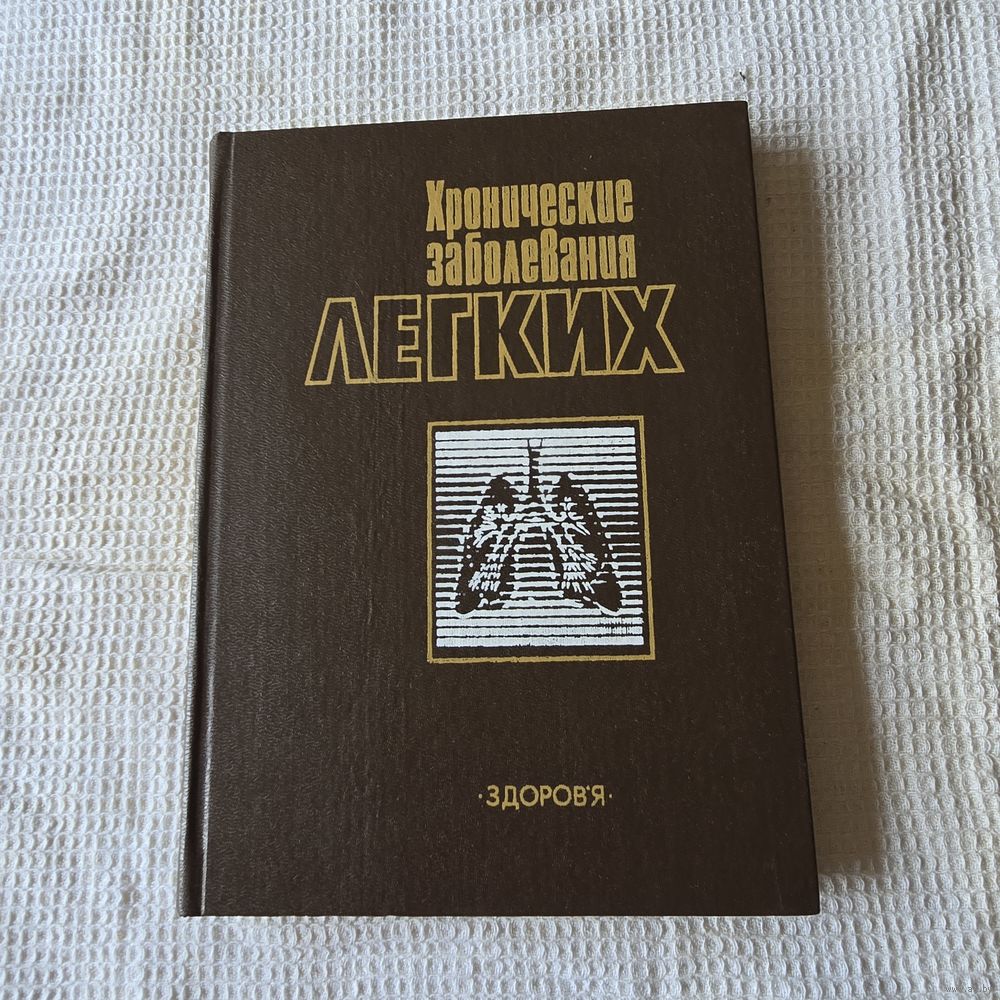 Хронические
заболевания
ЛЕГКИХ
·ЗДОРОВ'Я·